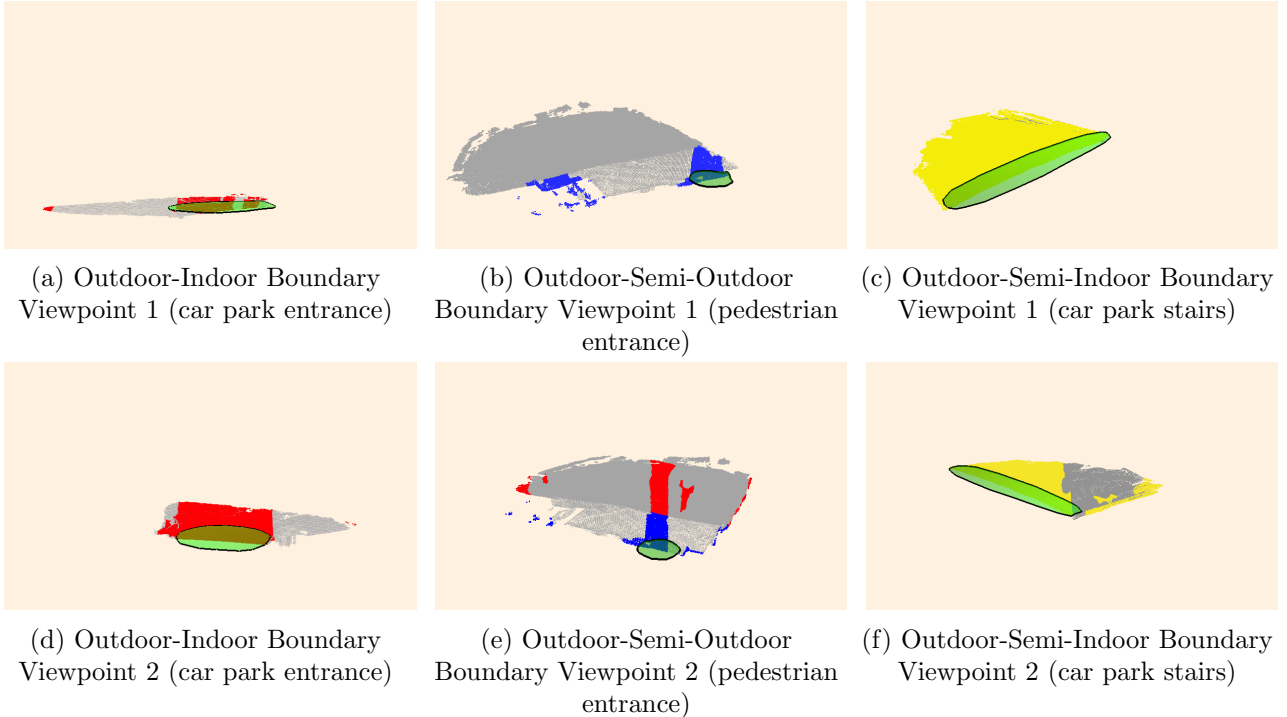 (a) Outdoor-Indoor Boundary
Viewpoint 1 (car park entrance)
(b) Outdoor-Semi-Outdoor
Boundary Viewpoint 1 (pedestrian
entrance)
(c) Outdoor-Semi-Indoor Boundary
Viewpoint 1 (car park stairs)
(d) Outdoor-Indoor Boundary
Viewpoint 2 (car park entrance)
(e) Outdoor-Semi-Outdoor
Boundary Viewpoint 2 (pedestrian
entrance)
(f) Outdoor-Semi-Indoor Boundary
Viewpoint 2 (car park stairs)